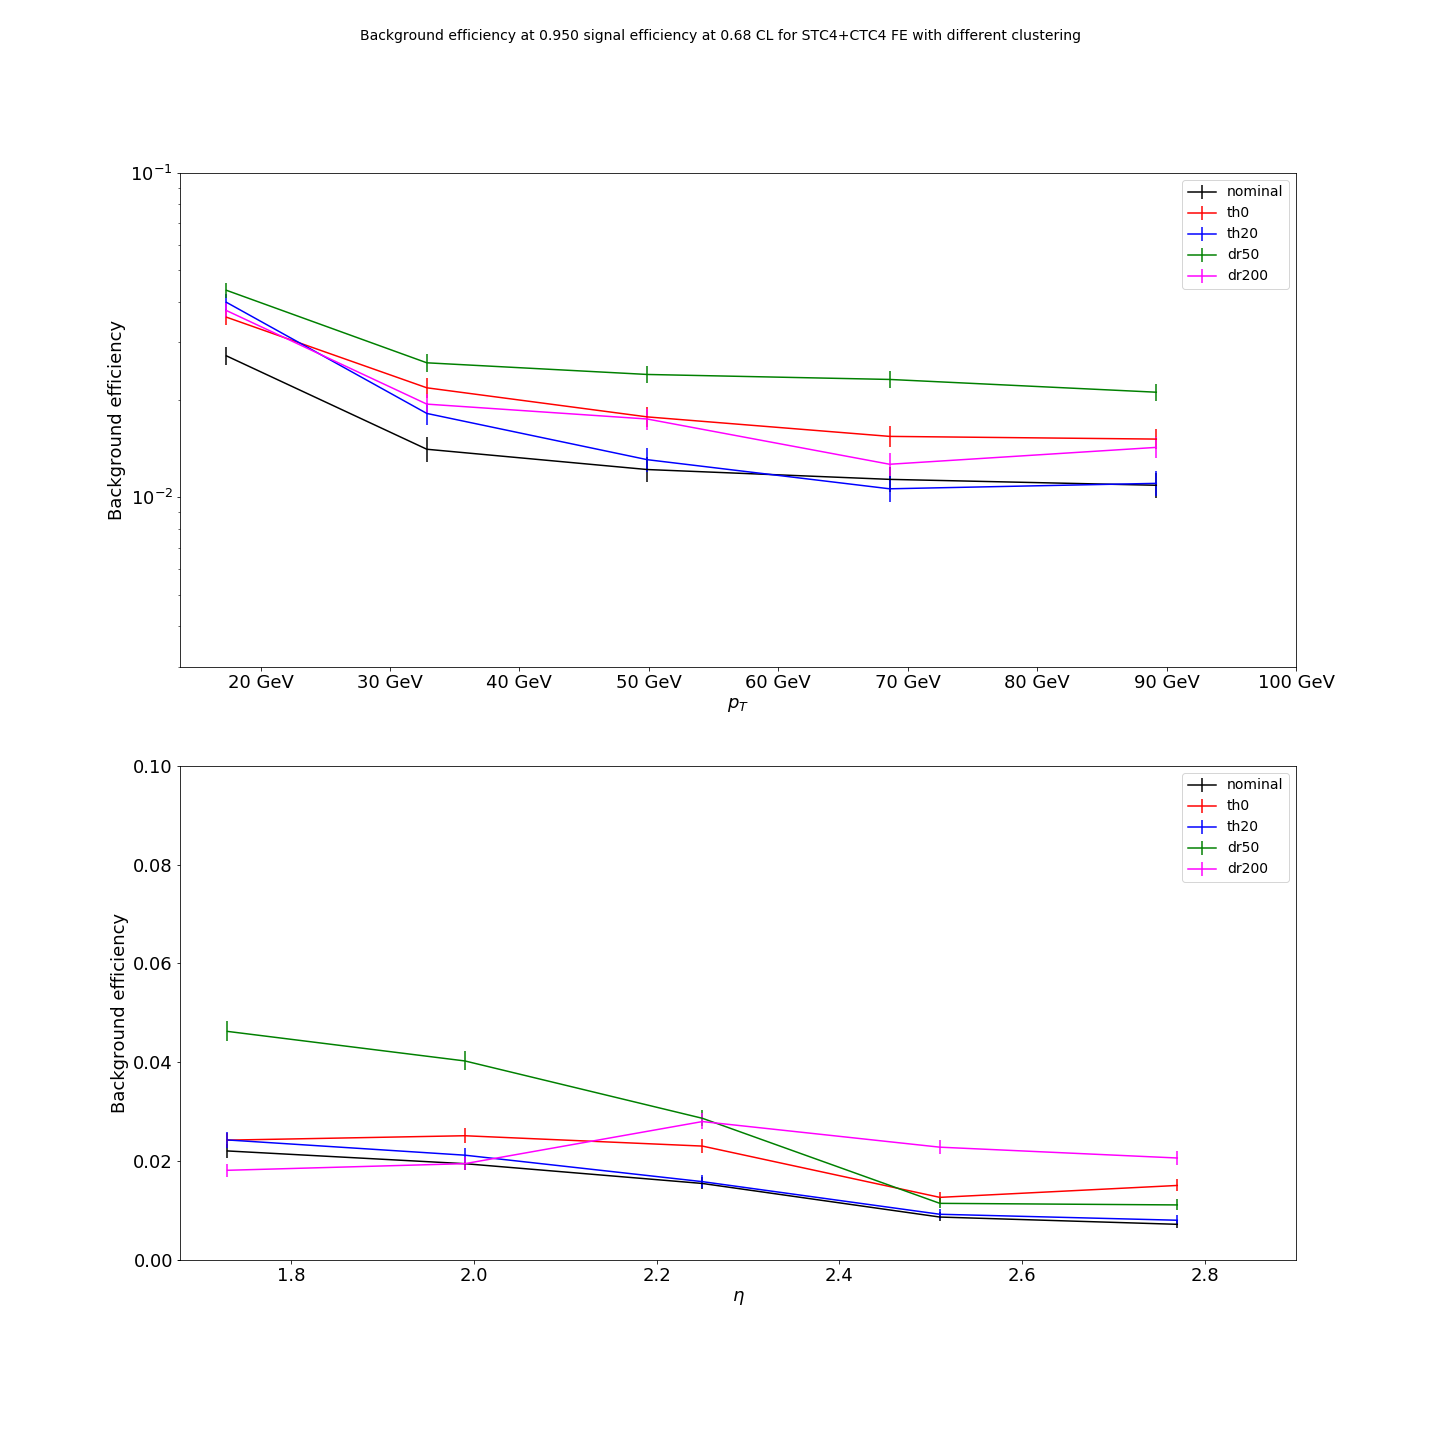 Background efficiency at 0.950 signal efficiency at 0.68 CL for STC4+CTC4 FE with different clustering
10⁻¹
10⁻²
Background efficiency
nominal
th0
th20
dr50
dr200
20 GeV 30 GeV 40 GeV 50 GeV 60 GeV 70 GeV 80 GeV 90 GeV 100 GeV
p_T
0.10
0.08
0.06
0.04
0.02
0.00
Background efficiency
nominal
th0
th20
dr50
dr200
1.8 2.0 2.2 2.4 2.6 2.8
η